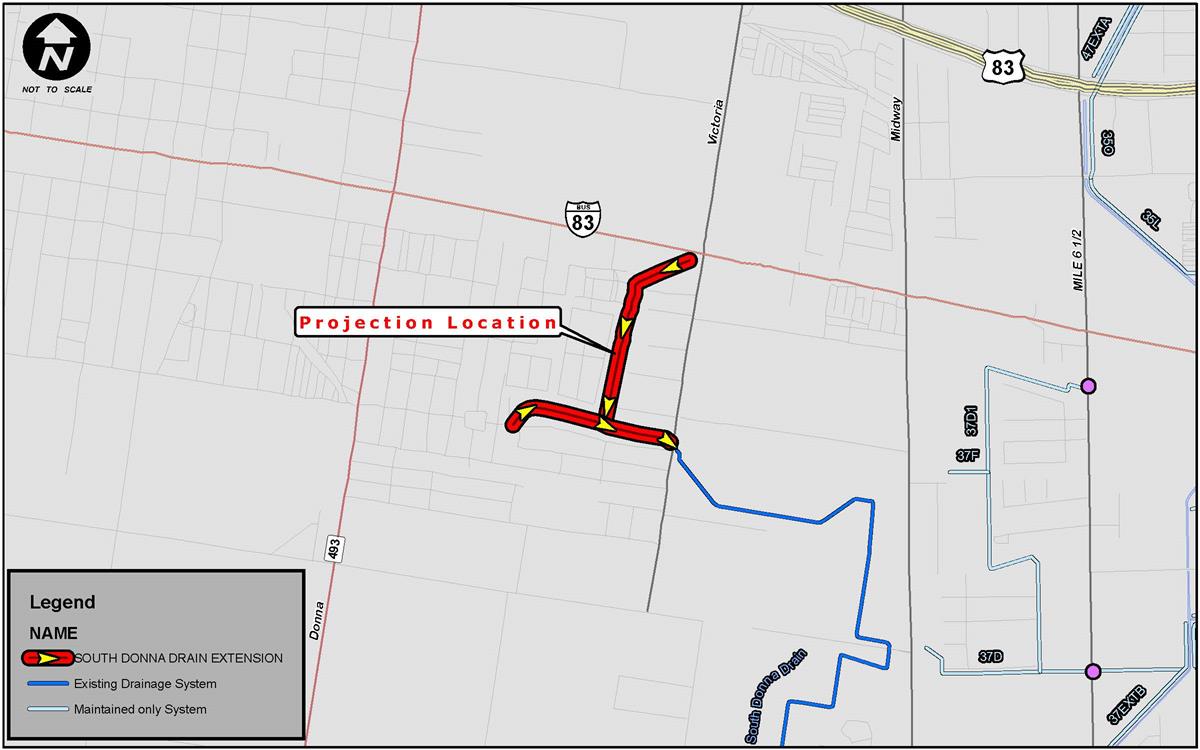 N
NOT TO SCALE
47EXTA
83
Victoria
Midway
35O
35L
BUS
83
MILE 6 1/2
Projection Location
37D1
37F
493
Donna
37D
37EXTB
South Donna Drain
Legend
NAME
SOUTH DONNA DRAIN EXTENSION
Existing Drainage System
Maintained only System